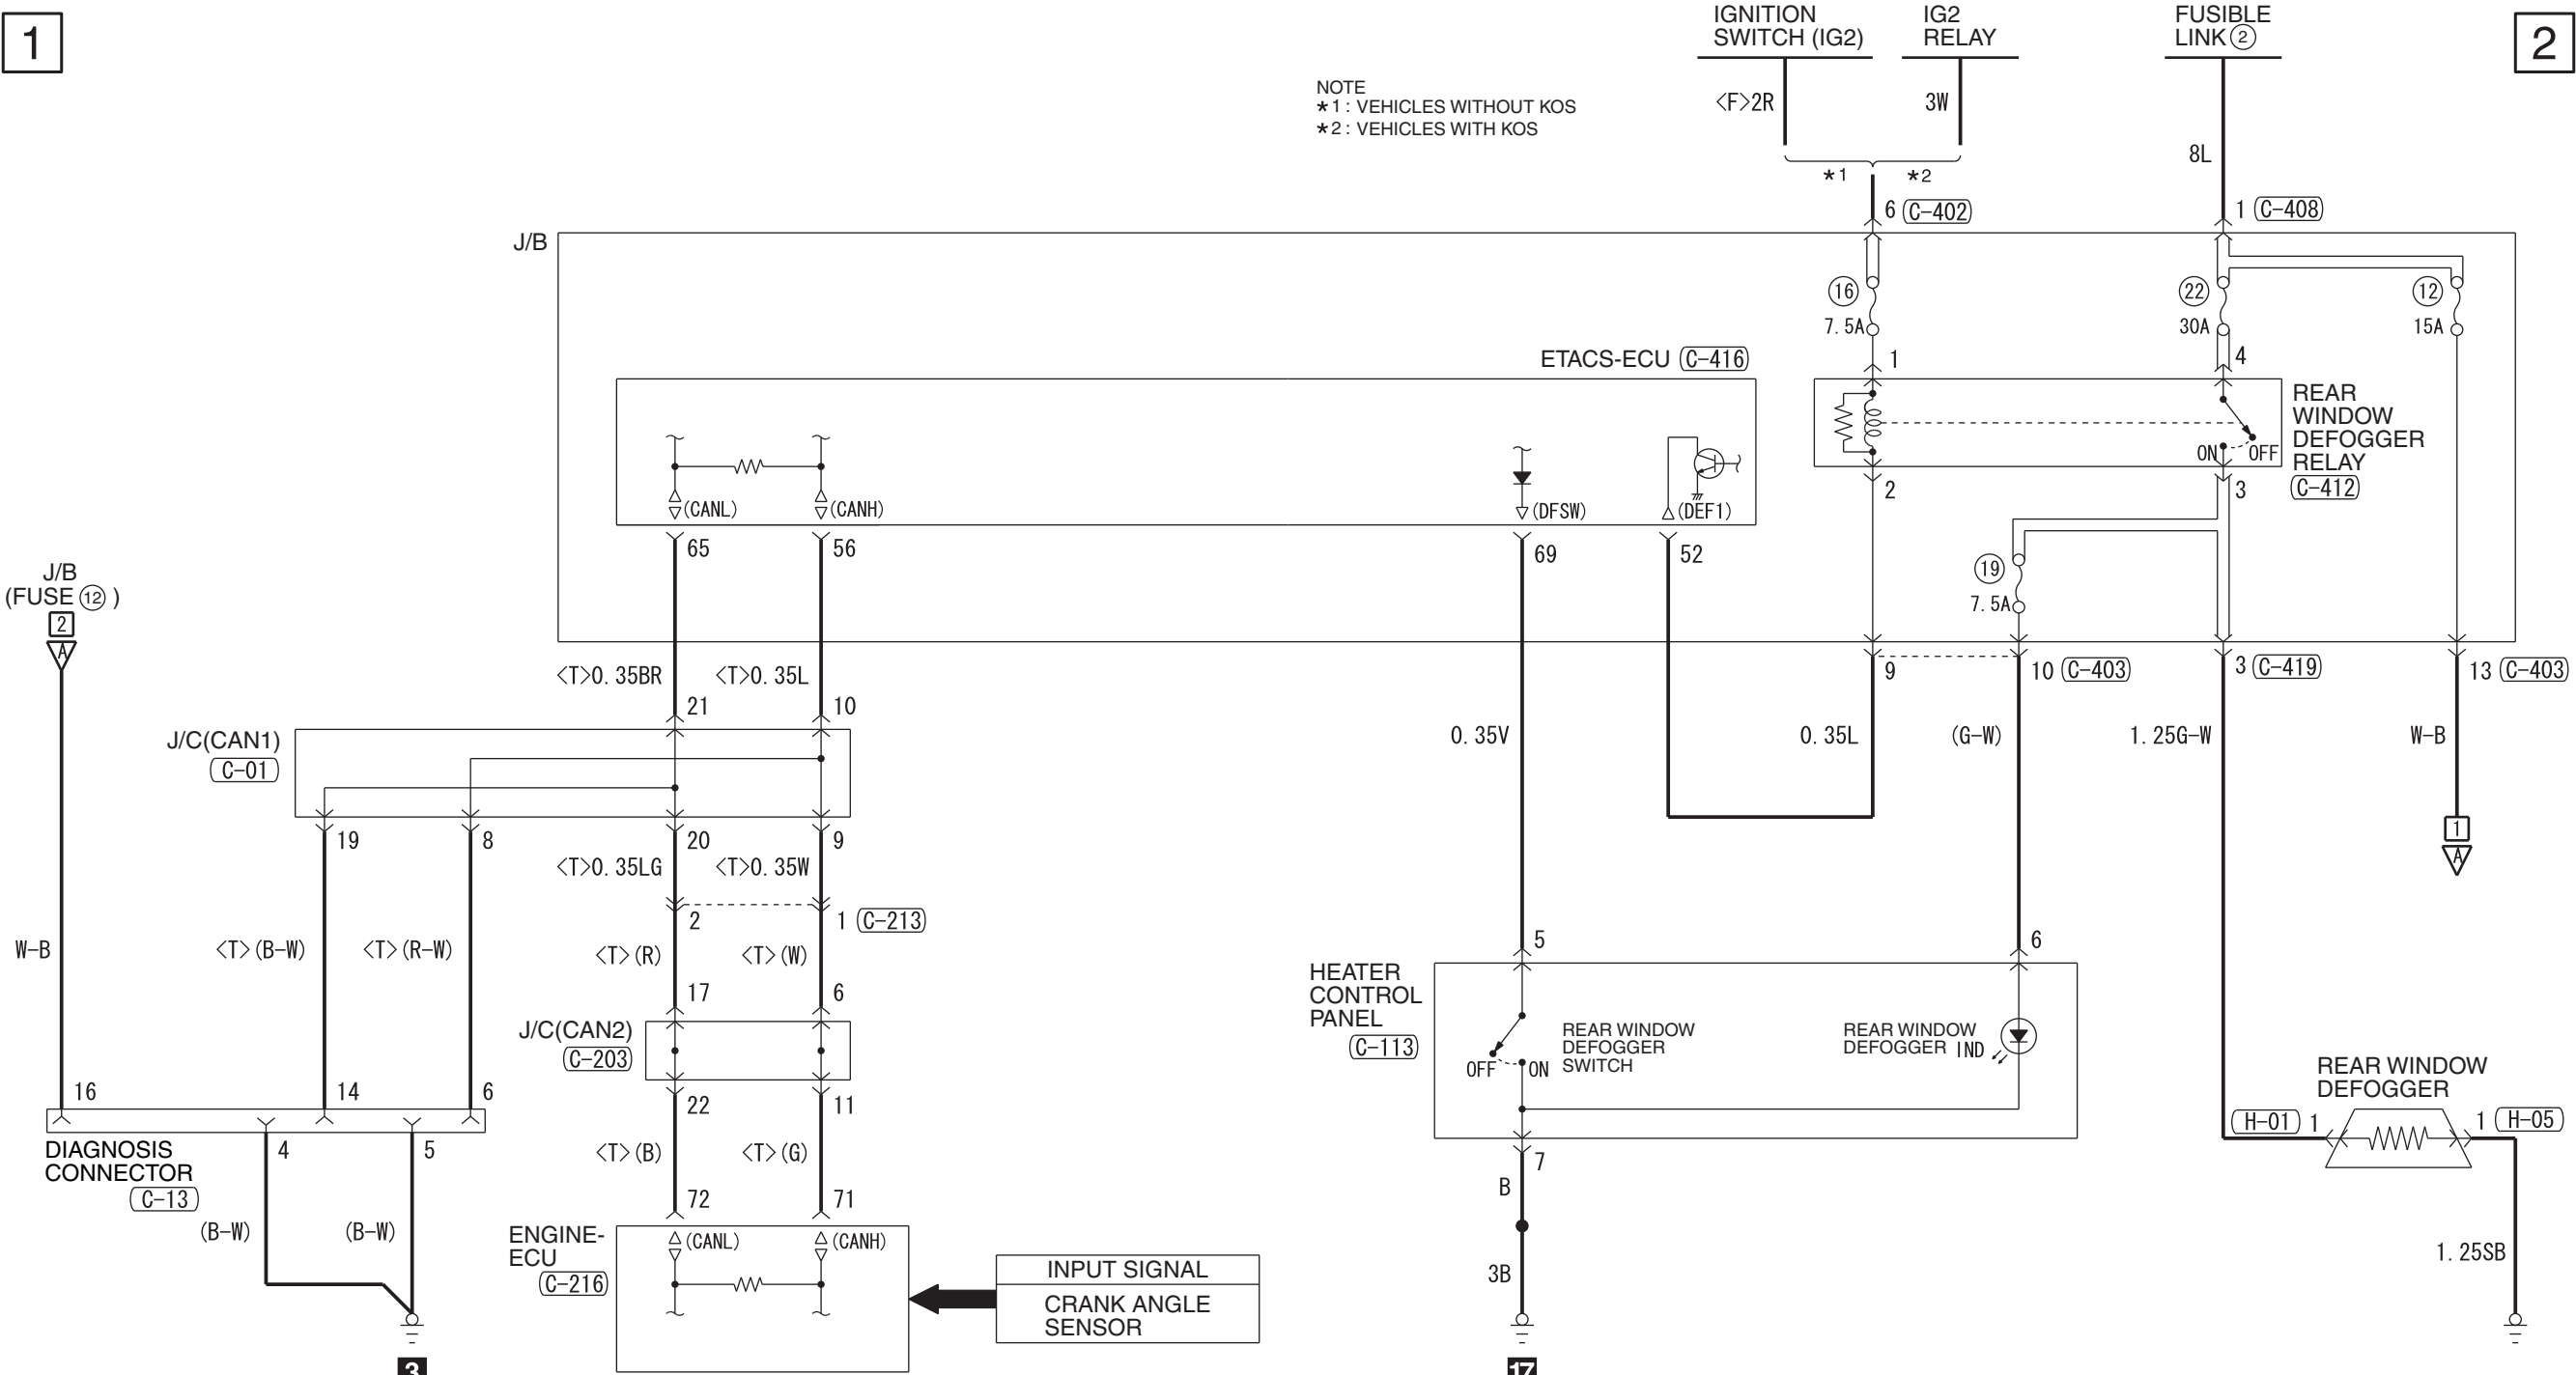 1
IGNITION
SWITCH (IG2)
IG2
RELAY
FUSIBLE
LINK ②
2
NOTE
*1 : VEHICLES WITHOUT KOS
*2 : VEHICLES WITH KOS
<F>2R
3W
8L
*1
*2
6 (C-402)
1 (C-408)
J/B
16
7.5A
22
30A
12
15A
ETACS-ECU (C-416)
1
4
REAR
WINDOW
DEFOGGER
RELAY
(C-412)
ON
OFF
2
3
(CANL)
(CANH)
(DFSW)
(DEF1)
65
56
69
52
19
7.5A
J/B
(FUSE ⑫ )
2
A
<T>0.35BR
<T>0.35L
9
10 (C-403)
3 (C-419)
13 (C-403)
21
10
J/C(CAN1)
(C-01)
0.35V
0.35L
(G-W)
1.25G-W
W-B
19
8
20
9
<T>0.35LG
<T>0.35W
1
A
2
1 (C-213)
W-B
<T>(B-W)
<T>(R-W)
<T>(R)
<T>(W)
5
6
17
6
HEATER
CONTROL
PANEL
(C-113)
J/C(CAN2)
(C-203)
OFF
ON
REAR WINDOW
DEFOGGER
SWITCH
REAR WINDOW
DEFOGGER IND
REAR WINDOW
DEFOGGER
16
14
6
22
11
(H-01) 1
1 (H-05)
DIAGNOSIS
CONNECTOR
(C-13)
4
5
<T>(B)
<T>(G)
7
B
72
71
(B-W)
(B-W)
ENGINE-
ECU
(C-216)
(CANL)
(CANH)
INPUT SIGNAL
CRANK ANGLE
SENSOR
3B
1.25SB
3
17